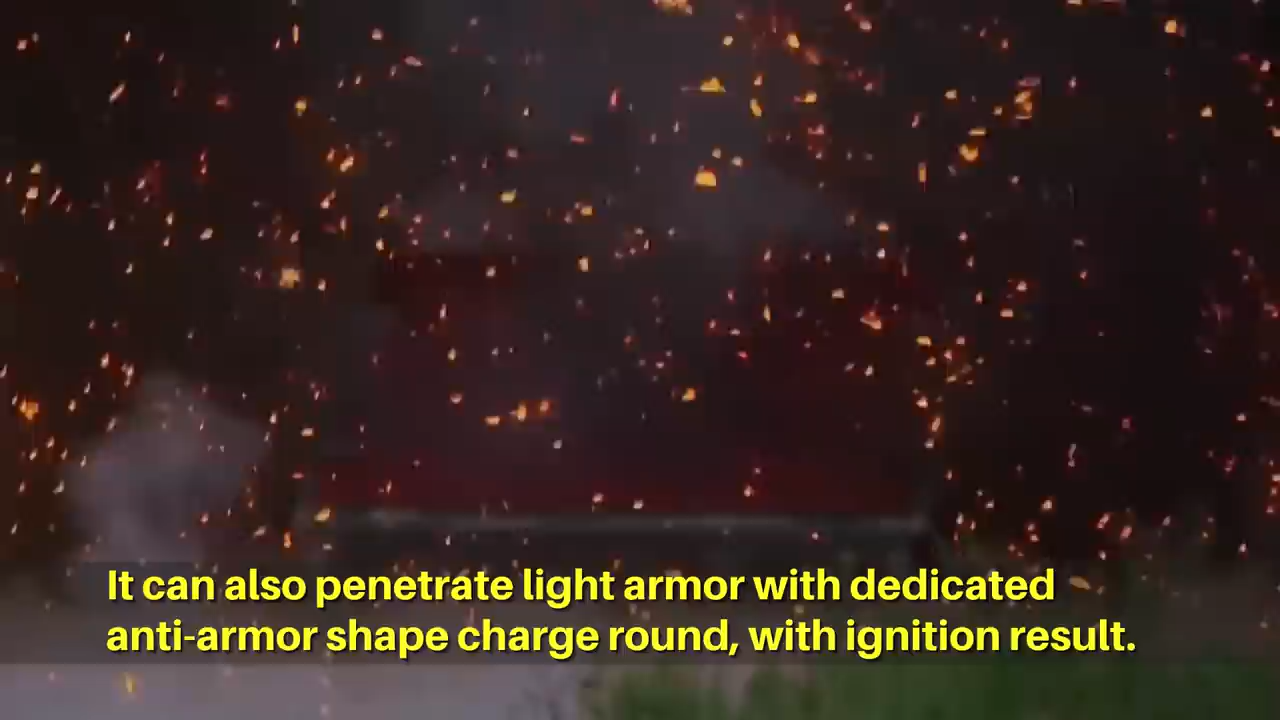 It can also penetrate light armor with dedicated
anti-armor shape charge round, with ignition result.